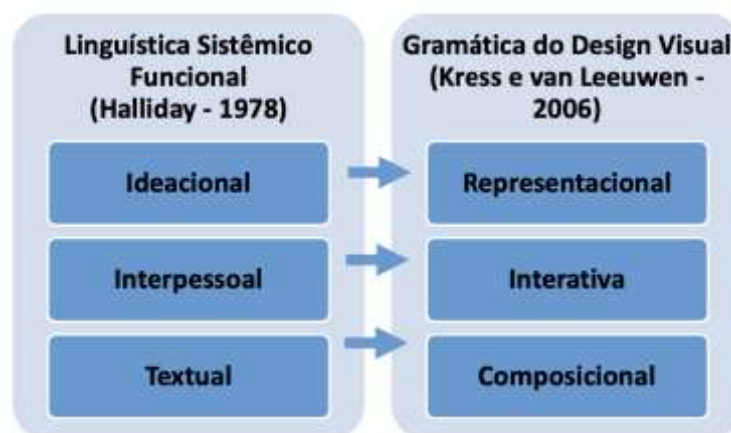 Linguística Sistêmico
Funcional
(Halliday - 1978)
Ideacional
Interpessoal
Textual
Gramática do Design Visual
(Kress e van Leeuwen -
2006)
Representacional
Interativa
Composicional